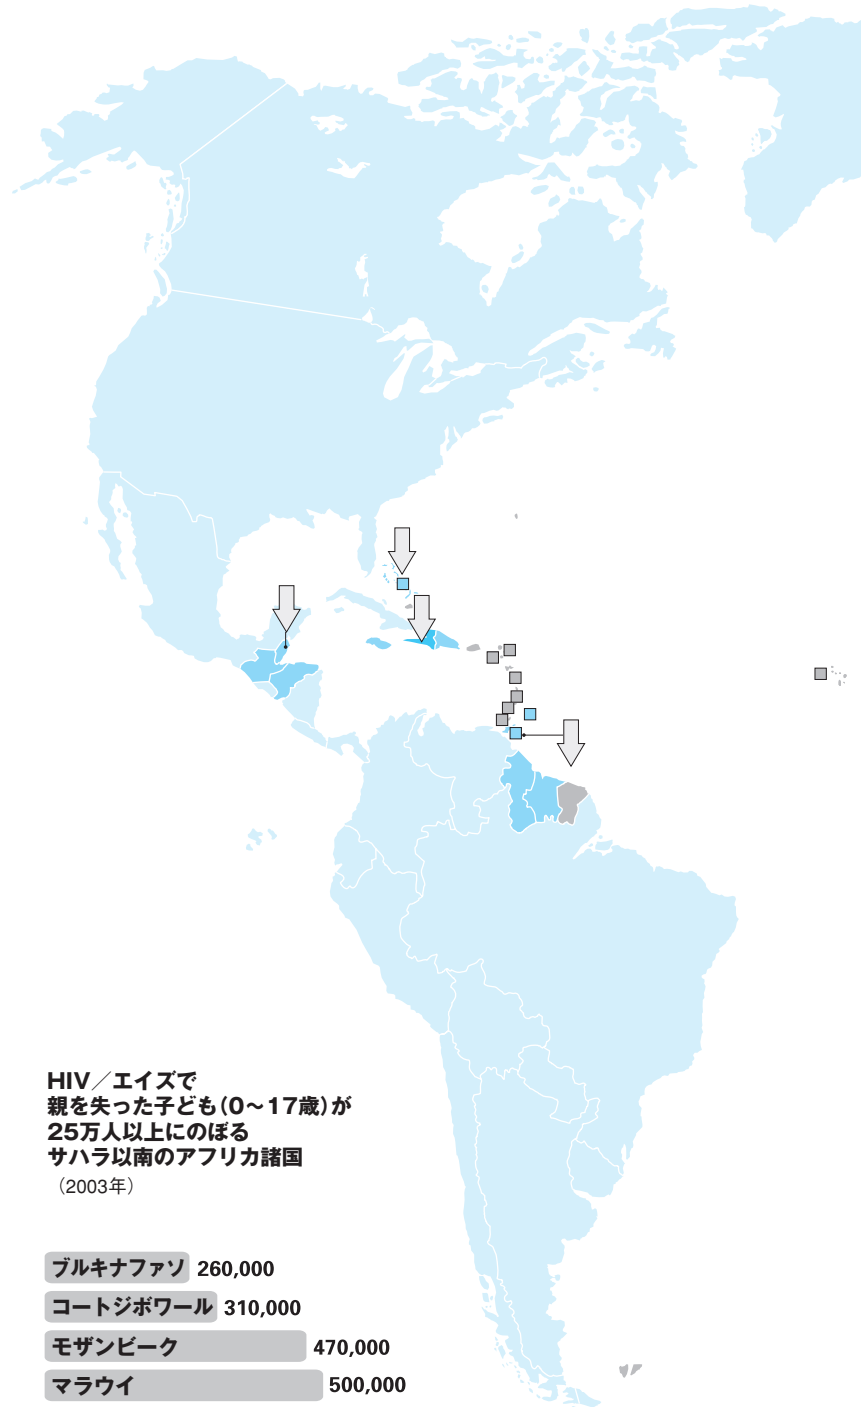 HIV／エイズで
親を失った子ども（0〜17歳）が
25万人以上にのぼる
サハラ以南のアフリカ諸国
（2003年）
ブルキナファソ 260,000
コートジボワール 310,000
モザンビーク 470,000
マラウイ 500,000